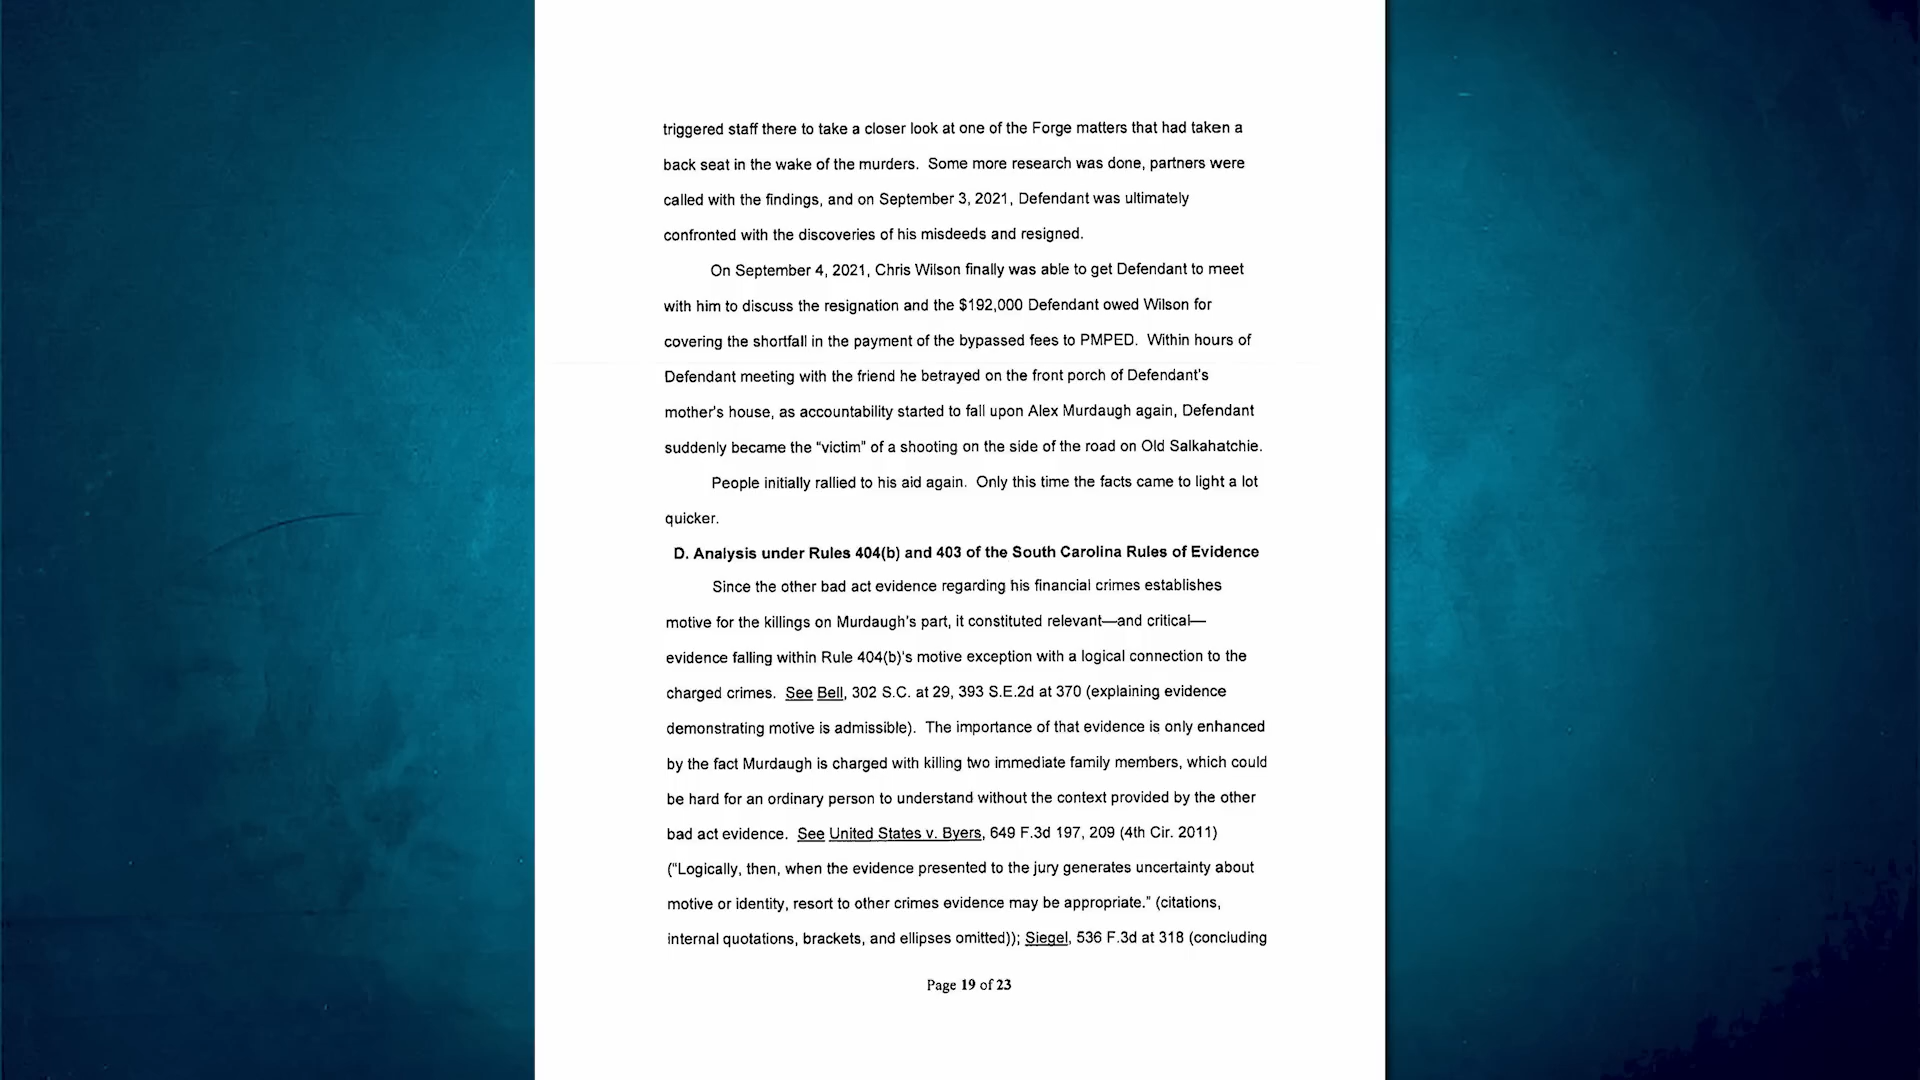 triggered staff there to take a closer look at one of the Forge matters that had taken a
back seat in the wake of the murders.  Some more research was done, partners were
called with the findings, and on September 3, 2021, Defendant was ultimately
confronted with the discoveries of his misdeeds and resigned.
On September 4, 2021, Chris Wilson finally was able to get Defendant to meet
with him to discuss the resignation and the $192,000 Defendant owed Wilson for
covering the shortfall in the payment of the bypassed fees to PMPED.  Within hours of
Defendant meeting with the friend he betrayed on the front porch of Defendant's
mother's house, as accountability started to fall upon Alex Murdaugh again, Defendant
suddenly became the "victim" of a shooting on the side of the road on Old Salkahatchie.
People initially rallied to his aid again.  Only this time the facts came to light a lot
quicker.
D. Analysis under Rules 404(b) and 403 of the South Carolina Rules of Evidence
Since the other bad act evidence regarding his financial crimes establishes
motive for the killings on Murdaugh's part, it constituted relevant—and critical—
evidence falling within Rule 404(b)'s motive exception with a logical connection to the
charged crimes.  See Bell, 302 S.C. at 29, 393 S.E.2d at 370 (explaining evidence
demonstrating motive is admissible).  The importance of that evidence is only enhanced
by the fact Murdaugh is charged with killing two immediate family members, which could
be hard for an ordinary person to understand without the context provided by the other
bad act evidence.  See United States v. Byers, 649 F.3d 197, 209 (4th Cir. 2011)
("Logically, then, when the evidence presented to the jury generates uncertainty about
motive or identity, resort to other crimes evidence may be appropriate." (citations,
internal quotations, brackets, and ellipses omitted)); Siegel, 536 F.3d at 318 (concluding
Page 19 of 23